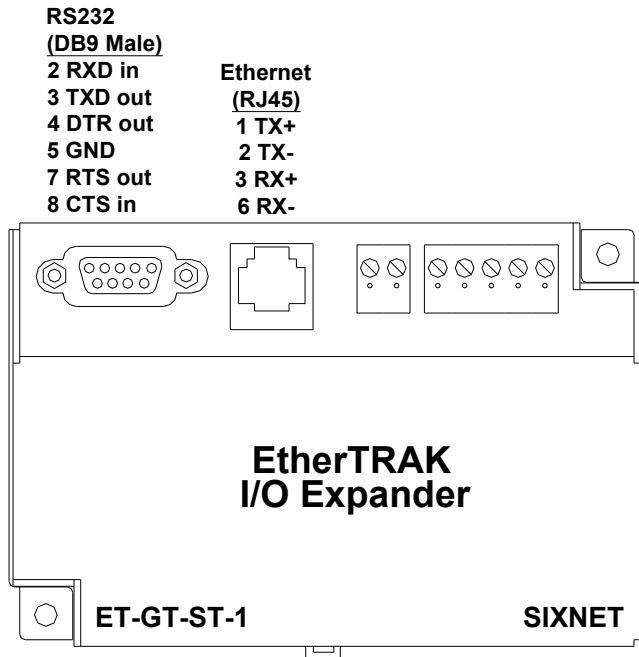 RS232
(DB9 Male)
2 RXD in
3 TXD out
4 DTR out
5 GND
7 RTS out
8 CTS in
Ethernet
(RJ45)
1 TX+
2 TX-
3 RX+
6 RX-
EtherTRAK
I/O Expander
ET-GT-ST-1
SIXNET